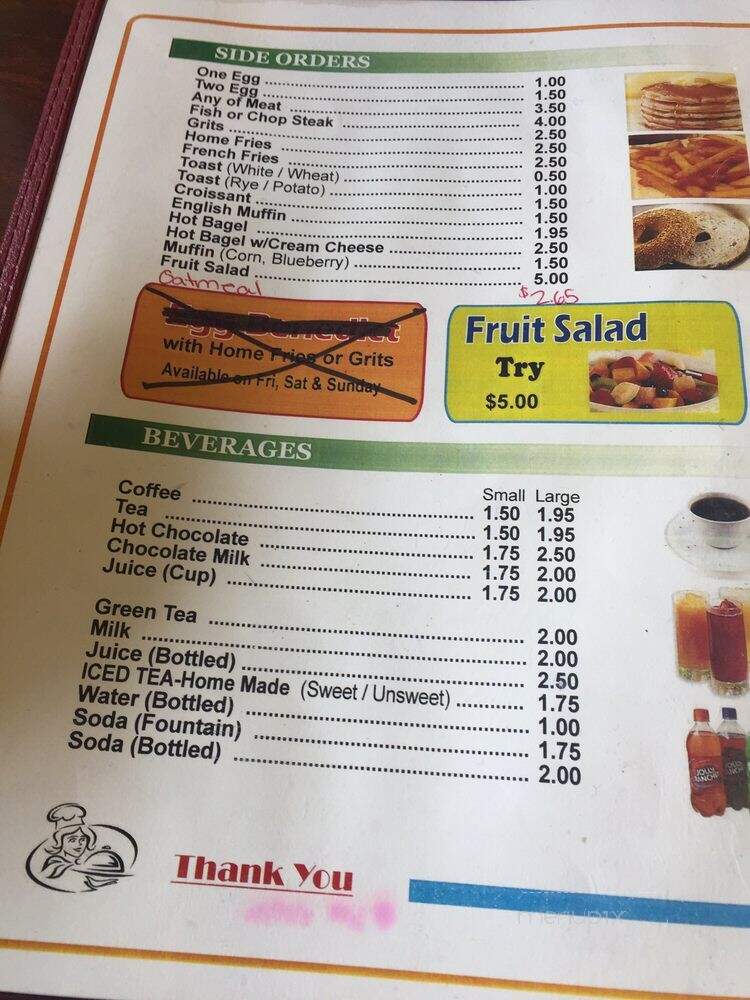 SIDE ORDERS
One Egg 1.00
Two Egg 1.50
Any of Meat 3.50
Fish or Chop Steak 4.00
Grits 2.50
Home Fries 2.50
French Fries 2.50
Toast (White / Wheat) 0.50
Toast (Rye / Potato) 1.00
Croissant 1.50
English Muffin 1.50
Hot Bagel 1.95
Hot Bagel w/Cream Cheese 2.50
Muffin (Corn, Blueberry) 1.50
Fruit Salad 5.00
Oatmeal $2.65
Egg Benedict
with Home Fries or Grits
Available on Fri, Sat & Sunday
Fruit Salad
Try
$5.00
BEVERAGES
Small Large
Coffee 1.50 1.95
Tea 1.50 1.95
Hot Chocolate 1.75 2.50
Chocolate Milk 1.75 2.00
Juice (Cup) 1.75 2.00
Green Tea 2.00
Milk 2.00
Juice (Bottled) 2.50
ICED TEA-Home Made (Sweet / Unsweet) 1.75
Water (Bottled) 1.00
Soda (Fountain) 1.75
Soda (Bottled) 2.00
JOLLY
Thank You
menupix